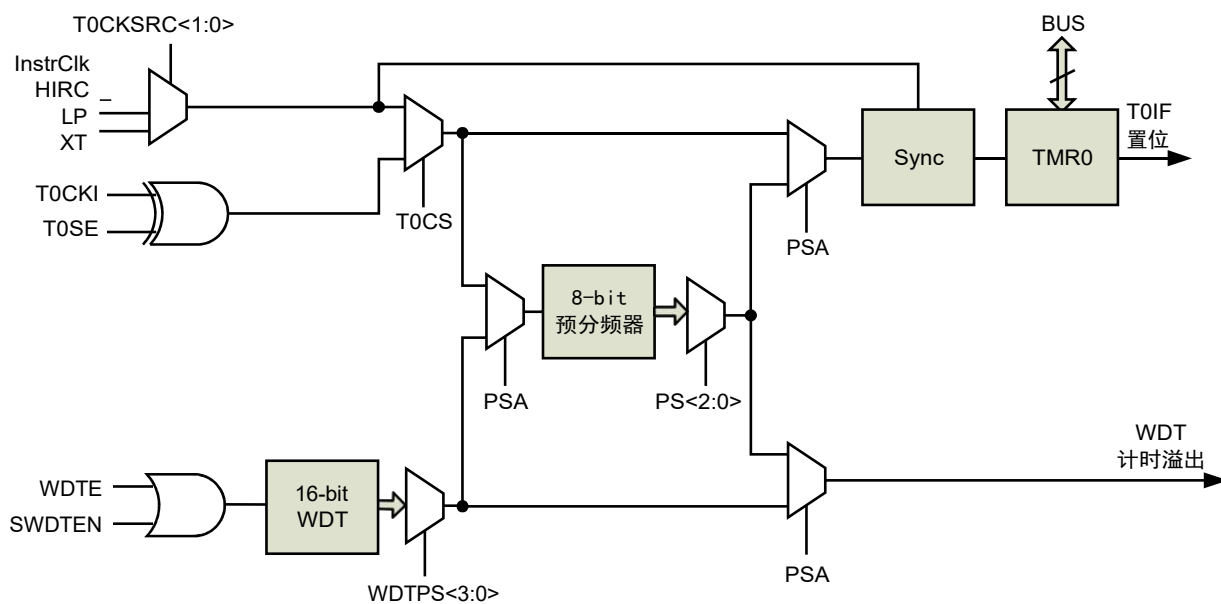 T0CKSRC<1:0>
BUS
InstrClk
HIRC
LP
XT
T0IF
置位
Sync
TMR0
T0CKI
T0SE
T0CS
PSA
8-bit
预分频器
PSA
PS<2:0>
WDT
计时溢出
WDTE
SWDTEN
16-bit
WDT
WDTPS<3:0>
PSA